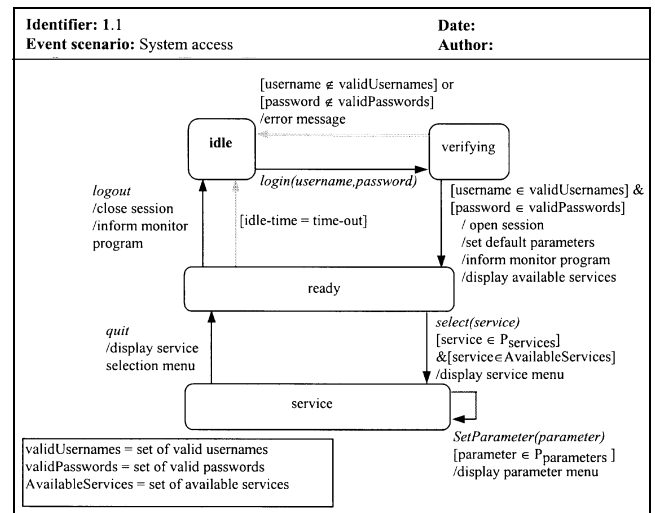 Identifier: 1.1
Date:
Event scenario: System access
Author:
[username ∉ validUsernames] or
[password ∉ validPasswords]
/error message
idle
verifying
login(username,password)
logout
/close session
/inform monitor
program
[idle-time = time-out]
[username ∈ validUsernames] &
[password ∈ validPasswords]
/ open session
/set default parameters
/inform monitor program
/display available services
ready
quit
/display service
selection menu
select(service)
[service ∈ Pservices]
&[service∈AvailableServices]
/display service menu
service
SetParameter(parameter)
[parameter ∈ Pparameters ]
/display parameter menu
validUsernames = set of valid usernames
validPasswords = set of valid passwords
AvailableServices = set of available services